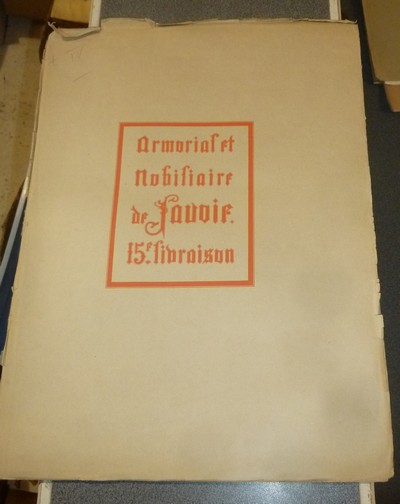 Armorial et
Nobiliaire
de Savoie.
15e. livraison